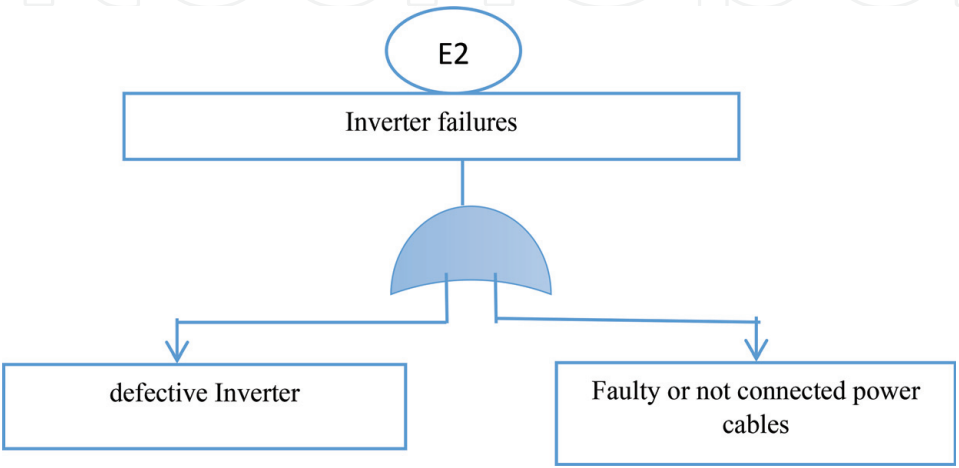 E2
Inverter failures
defective Inverter
Faulty or not connected power
cables